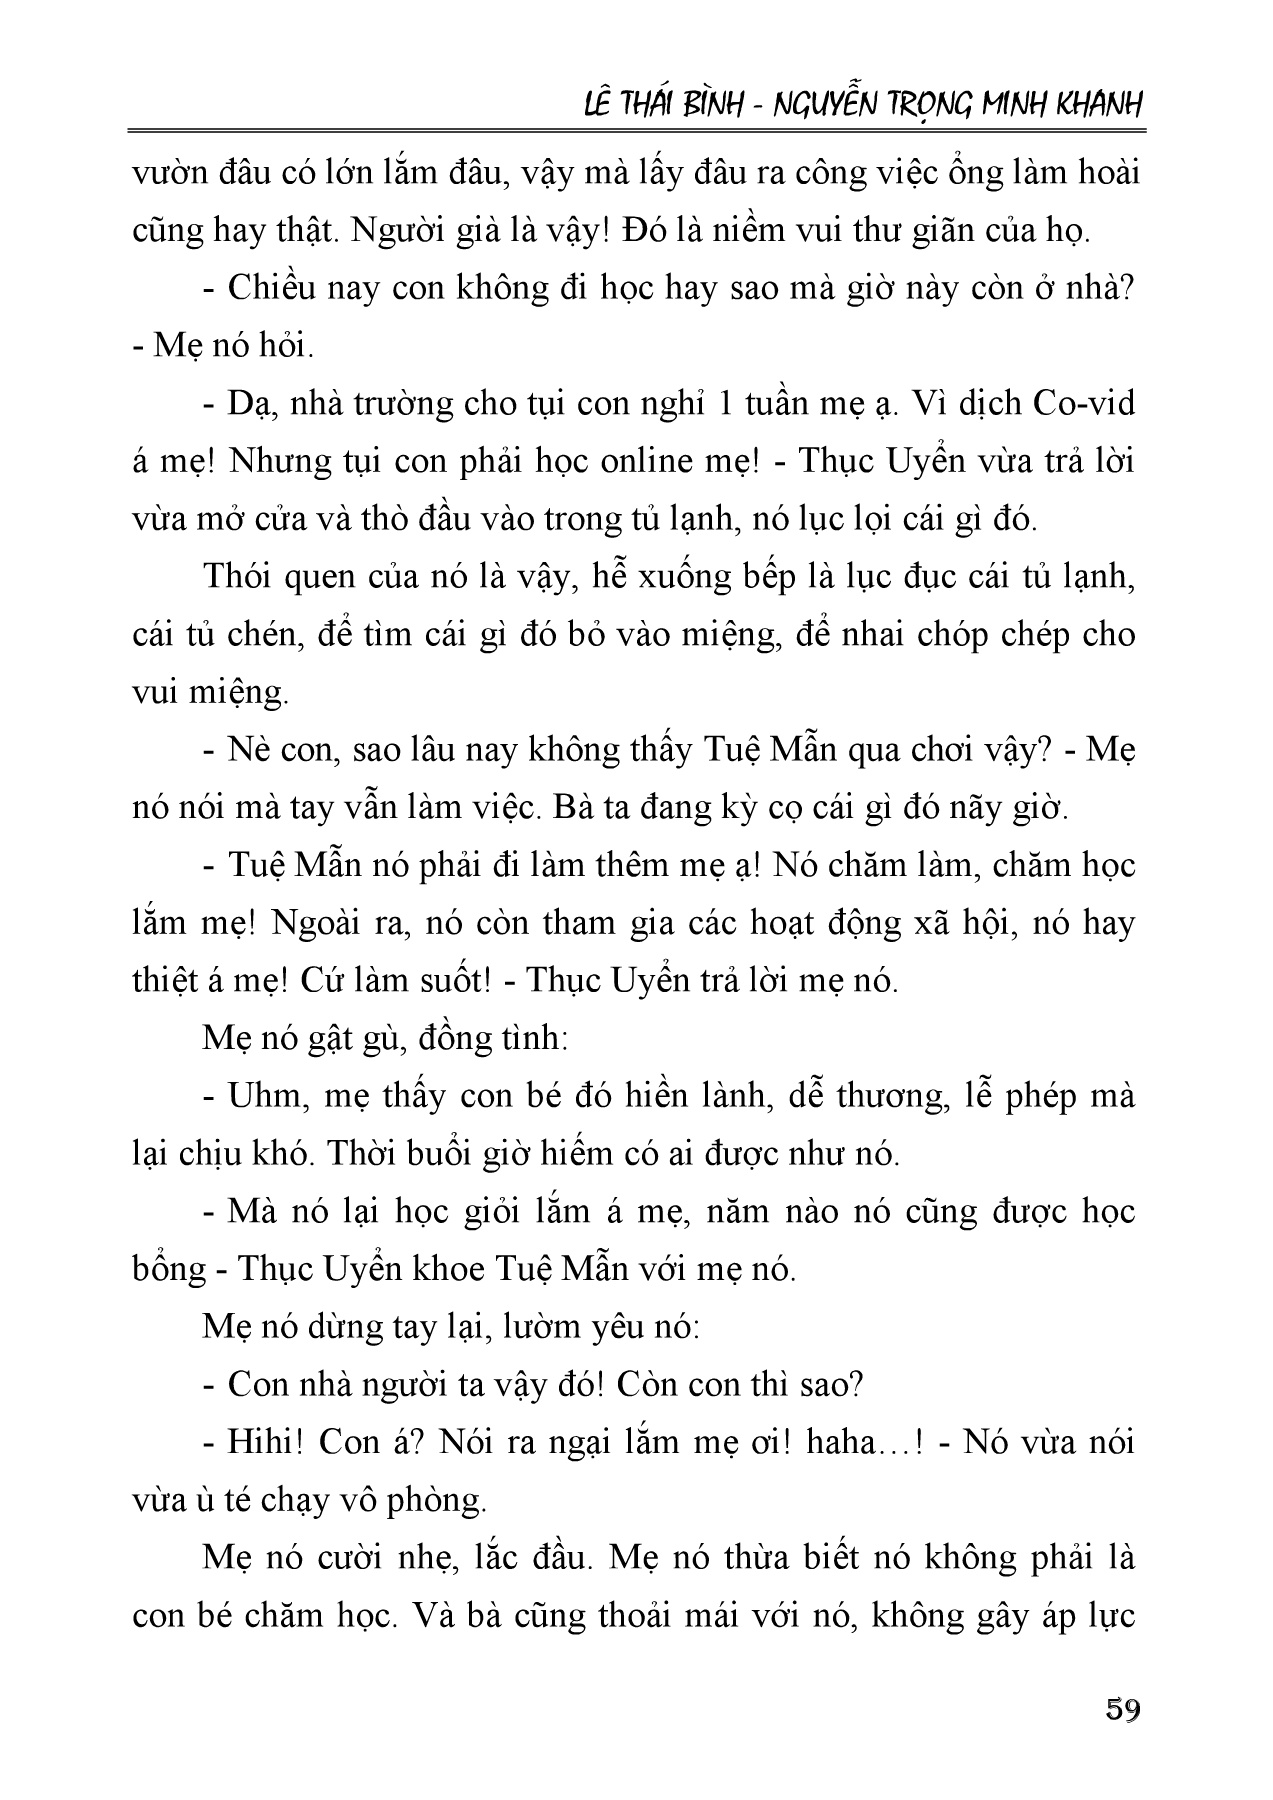 LÊ THÁI BÌNH - NGUYỄN TRỌNG MINH KHANH
vườn đâu có lớn lắm đâu, vậy mà lấy đâu ra công việc ổng làm hoài
cũng hay thật. Người già là vậy! Đó là niềm vui thư giãn của họ.
- Chiều nay con không đi học hay sao mà giờ này còn ở nhà?
- Mẹ nó hỏi.
- Dạ, nhà trường cho tụi con nghỉ 1 tuần mẹ ạ. Vì dịch Co-vid
á mẹ! Nhưng tụi con phải học online mẹ! - Thục Uyển vừa trả lời
vừa mở cửa và thò đầu vào trong tủ lạnh, nó lục lọi cái gì đó.
Thói quen của nó là vậy, hễ xuống bếp là lục đục cái tủ lạnh,
cái tủ chén, để tìm cái gì đó bỏ vào miệng, để nhai chóp chép cho
vui miệng.
- Nè con, sao lâu nay không thấy Tuệ Mẫn qua chơi vậy? - Mẹ
nó nói mà tay vẫn làm việc. Bà ta đang kỳ cọ cái gì đó nãy giờ.
- Tuệ Mẫn nó phải đi làm thêm mẹ ạ! Nó chăm làm, chăm học
lắm mẹ! Ngoài ra, nó còn tham gia các hoạt động xã hội, nó hay
thiệt á mẹ! Cứ làm suốt! - Thục Uyển trả lời mẹ nó.
Mẹ nó gật gù, đồng tình:
- Uhm, mẹ thấy con bé đó hiền lành, dễ thương, lễ phép mà
lại chịu khó. Thời buổi giờ hiếm có ai được như nó.
- Mà nó lại học giỏi lắm á mẹ, năm nào nó cũng được học
bổng - Thục Uyển khoe Tuệ Mẫn với mẹ nó.
Mẹ nó dừng tay lại, lườm yêu nó:
- Con nhà người ta vậy đó! Còn con thì sao?
- Hihi! Con á? Nói ra ngại lắm mẹ ơi! haha…! - Nó vừa nói
vừa ù té chạy vô phòng.
Mẹ nó cười nhẹ, lắc đầu. Mẹ nó thừa biết nó không phải là
con bé chăm học. Và bà cũng thoải mái với nó, không gây áp lực
59